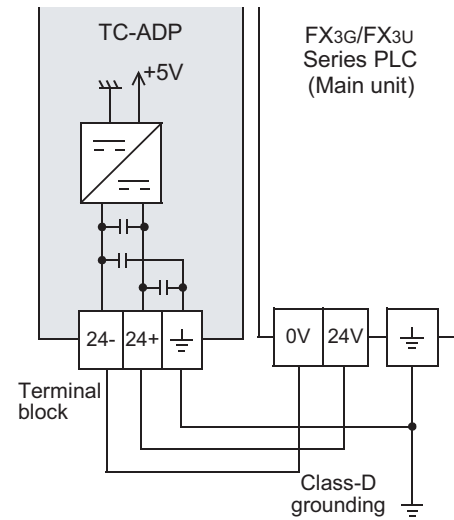 TC-ADP
+5V
FX3G/FX3U
Series PLC
(Main unit)
24-
24+
0V
24V
Terminal
block
Class-D
grounding